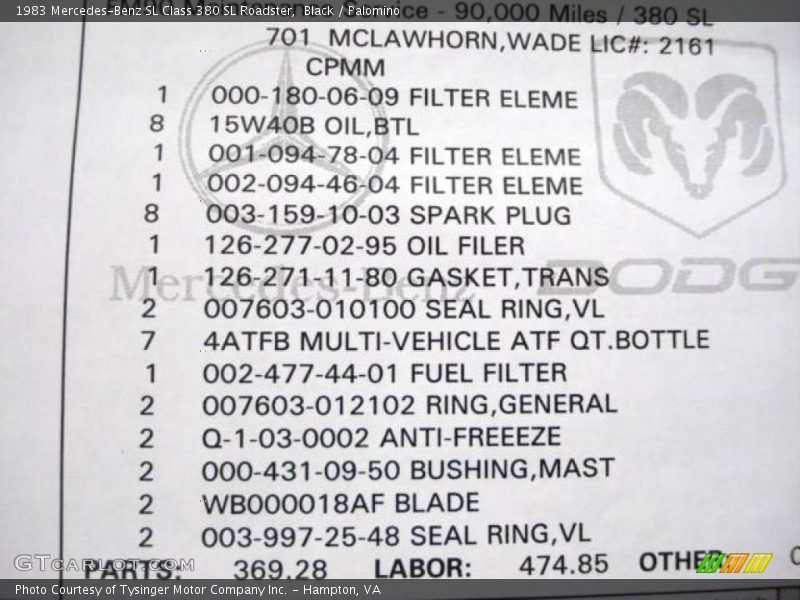 1983 Mercedes-Benz SL Class 380 SL Roadster, Black / Palomino
- 90,000 Miles / 380 SL
701 MCLAWHORN,WADE LIC#: 2161
CPMM
1 000-180-06-09 FILTER ELEME
8 15W40B OIL,BTL
1 001-094-78-04 FILTER ELEME
1 002-094-46-04 FILTER ELEME
8 003-159-10-03 SPARK PLUG
1 126-277-02-95 OIL FILER
Mercedes-Benz DODG
1 126-271-11-80 GASKET,TRANS
2 007603-010100 SEAL RING,VL
7 4ATFB MULTI-VEHICLE ATF QT.BOTTLE
1 002-477-44-01 FUEL FILTER
2 007603-012102 RING,GENERAL
2 Q-1-03-0002 ANTI-FREEEZE
2 000-431-09-50 BUSHING,MAST
2 WB000018AF BLADE
2 003-997-25-48 SEAL RING,VL
PARTS: 369.28 LABOR: 474.85 OTHER
GTcarlot.com
Photo Courtesy of Tysinger Motor Company Inc. - Hampton, VA